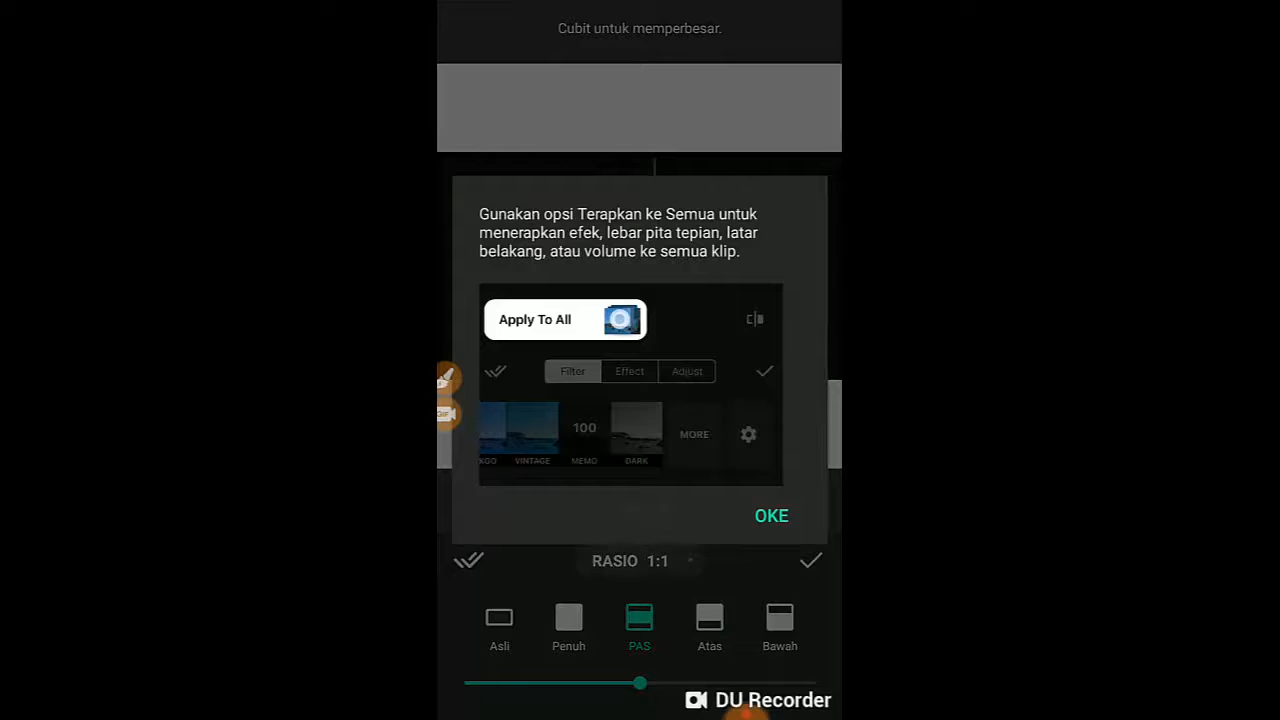 Cubit untuk memperbesar.
Gunakan opsi Terapkan ke Semua untuk
menerapkan efek, lebar pita tepian, latar
belakang, atau volume ke semua klip.
Apply To All
Filter Effect Adjust
100
MORE
KGO VINTAGE MEMO DARK
OKE
GIF
RASIO 1:1
Asli Penuh PAS Atas Bawah
DU Recorder